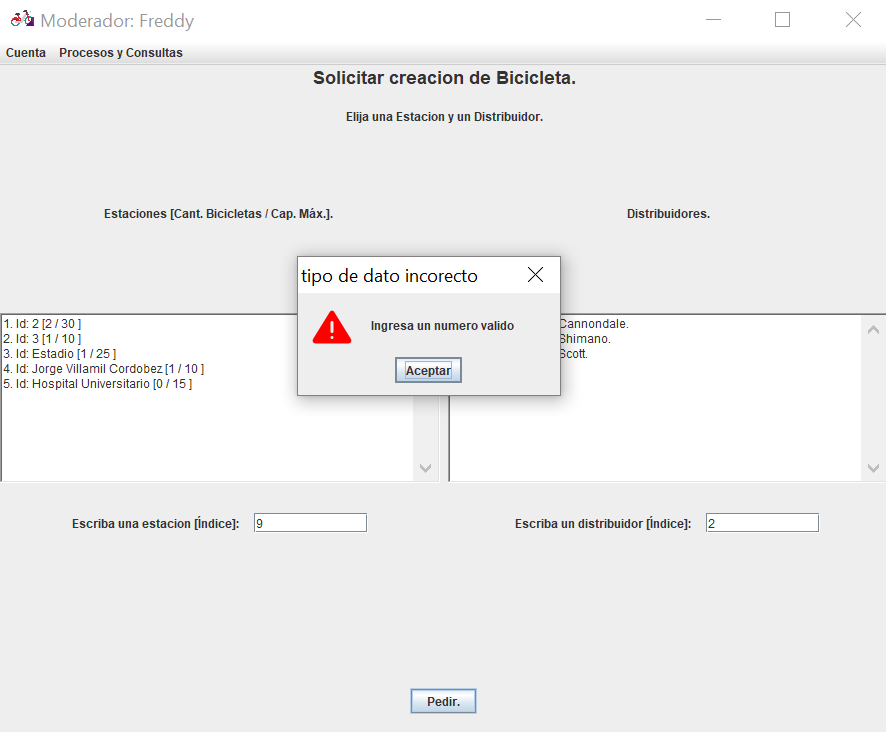 Moderador: Freddy
Cuenta Procesos y Consultas
Solicitar creacion de Bicicleta.
Elija una Estacion y un Distribuidor.
Estaciones [Cant. Bicicletas / Cap. Máx.].
Distribuidores.
tipo de dato incorecto
Ingresa un numero valido
Aceptar
1. Id: 2 [2 / 30 ]
2. Id: 3 [1 / 10 ]
3. Id: Estadio [1 / 25 ]
4. Id: Jorge Villamil Cordobez [1 / 10 ]
5. Id: Hospital Universitario [0 / 15 ]
Cannondale.
Shimano.
Scott.
Escriba una estacion [Índice]: 9
Escriba un distribuidor [Índice]: 2
Pedir.